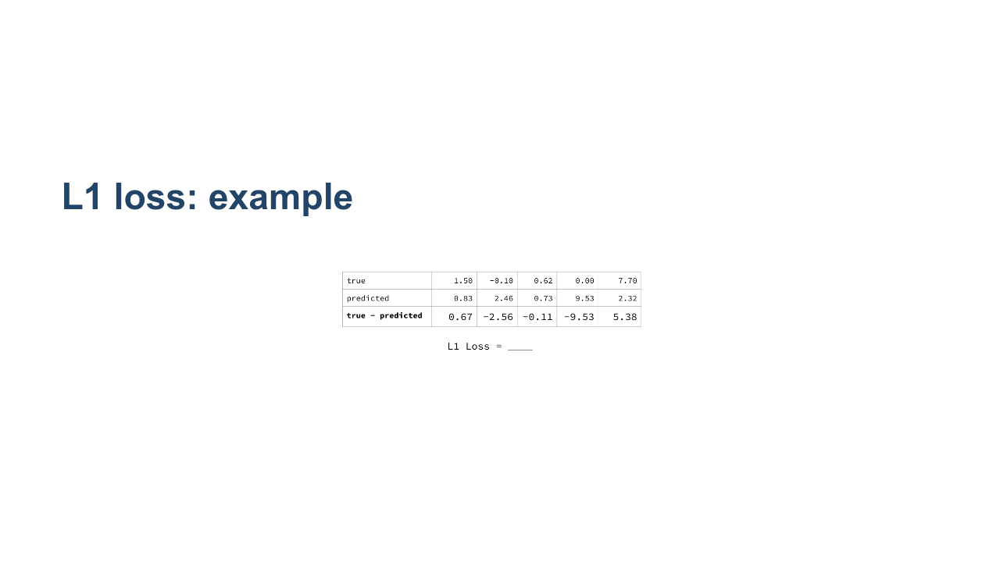 L1 loss: example
true 1.50 -0.10 0.62 0.00 7.70
predicted 0.83 2.46 0.73 9.53 2.32
true - predicted 0.67 -2.56 -0.11 -9.53 5.38
L1 Loss = ____